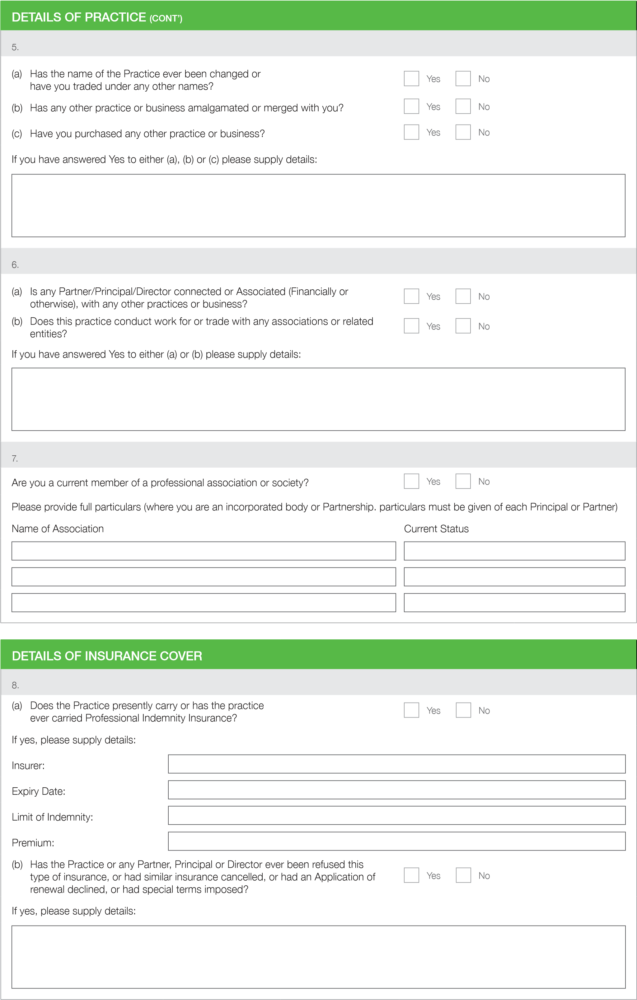 DETAILS OF PRACTICE (CONT')
5.
(a) Has the name of the Practice ever been changed or
have you traded under any other names?
Yes No
(b) Has any other practice or business amalgamated or merged with you?
Yes No
(c) Have you purchased any other practice or business?
Yes No
If you have answered Yes to either (a), (b) or (c) please supply details:
6.
(a) Is any Partner/Principal/Director connected or Associated (Financially or
otherwise), with any other practices or business?
Yes No
(b) Does this practice conduct work for or trade with any associations or related
entities?
Yes No
If you have answered Yes to either (a) or (b) please supply details:
7.
Are you a current member of a professional association or society?
Yes No
Please provide full particulars (where you are an incorporated body or Partnership. particulars must be given of each Principal or Partner)
Name of Association Current Status
DETAILS OF INSURANCE COVER
8.
(a) Does the Practice presently carry or has the practice
ever carried Professional Indemnity Insurance?
Yes No
If yes, please supply details:
Insurer:
Expiry Date:
Limit of Indemnity:
Premium:
(b) Has the Practice or any Partner, Principal or Director ever been refused this
type of insurance, or had similar insurance cancelled, or had an Application of
renewal declined, or had special terms imposed?
Yes No
If yes, please supply details: